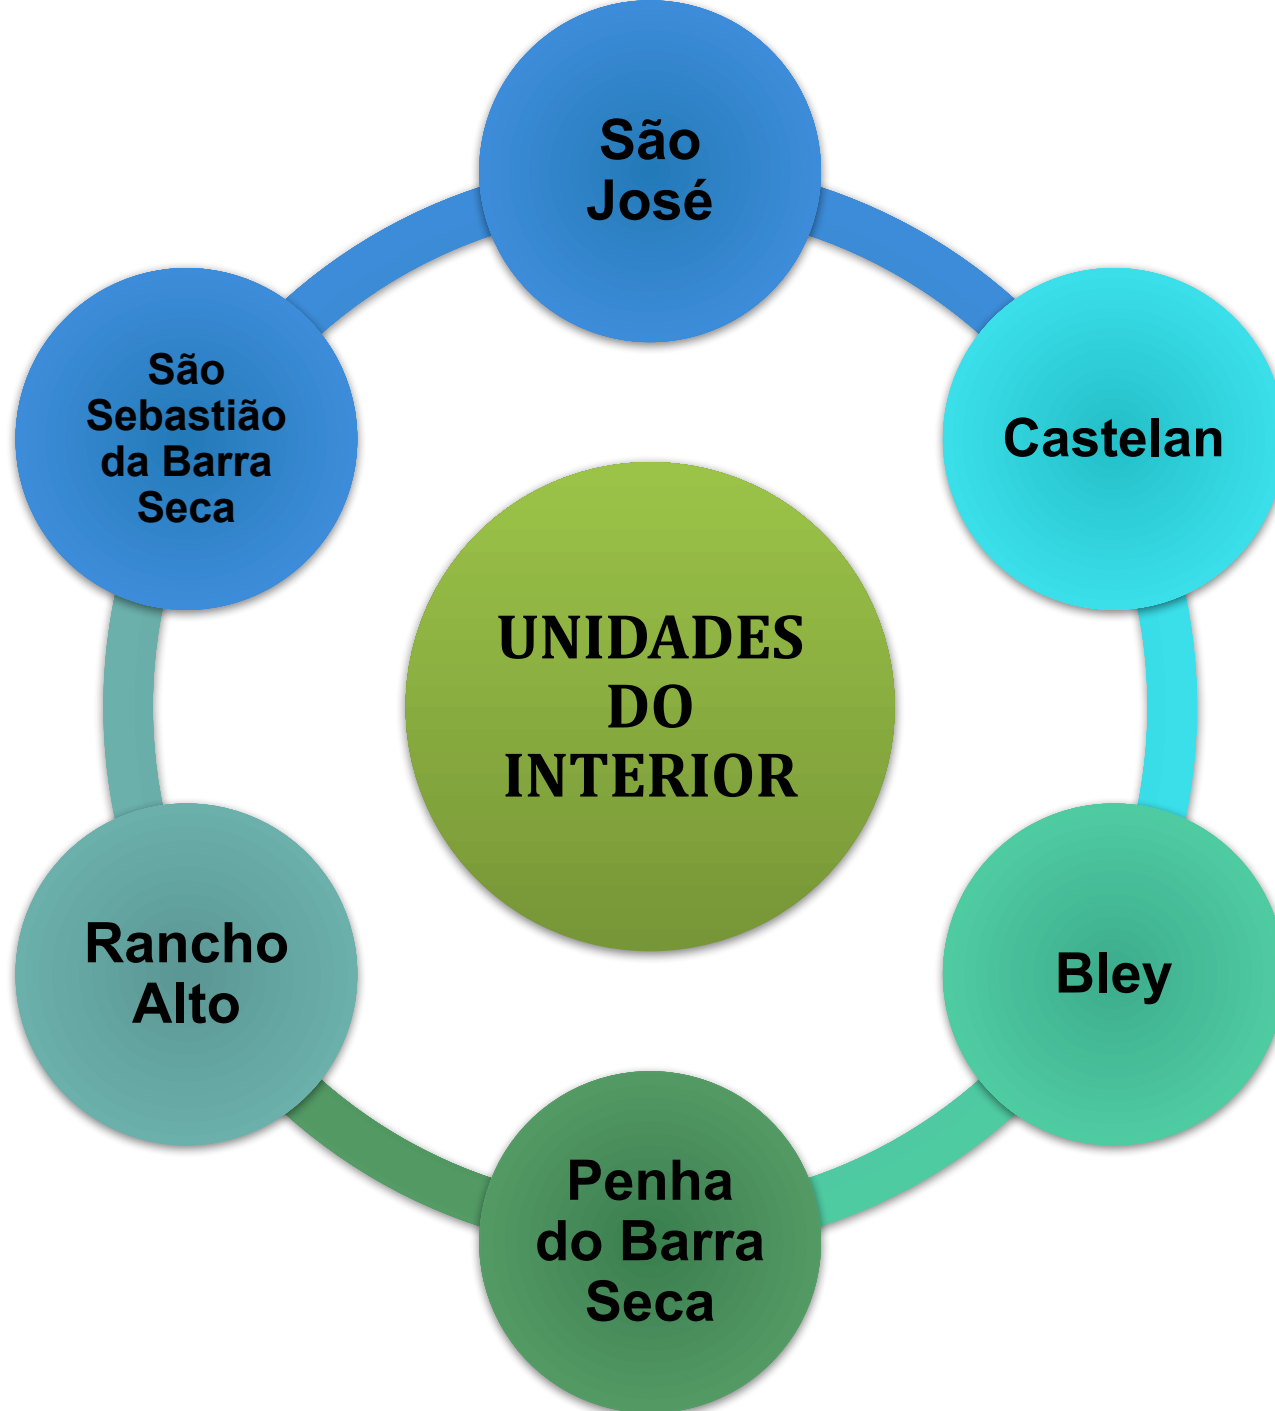 São
José
Castelan
Bley
Penha
do Barra
Seca
Rancho
Alto
São
Sebastião
da Barra
Seca
UNIDADES
DO
INTERIOR